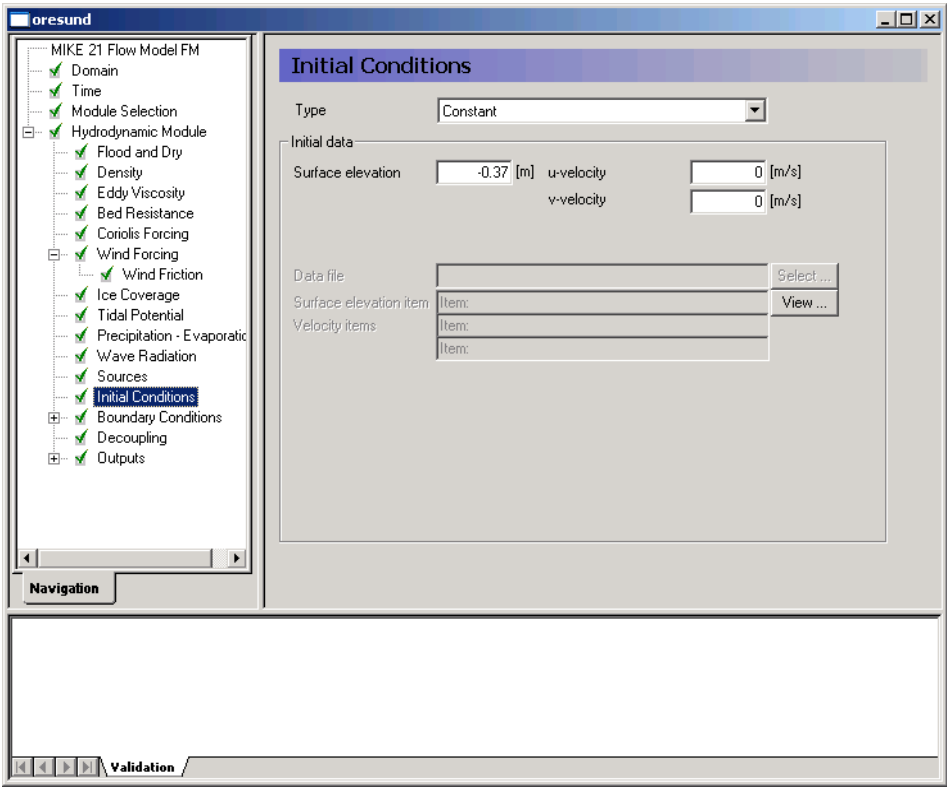 oresund
MIKE 21 Flow Model FM
Domain
Time
Module Selection
Hydrodynamic Module
Flood and Dry
Density
Eddy Viscosity
Bed Resistance
Coriolis Forcing
Wind Forcing
Wind Friction
Ice Coverage
Tidal Potential
Precipitation - Evaporatic
Wave Radiation
Sources
Initial Conditions
Boundary Conditions
Decoupling
Outputs
Navigation
Initial Conditions
Type Constant
Initial data
Surface elevation -0.37 [m] u-velocity 0 [m/s]
v-velocity 0 [m/s]
Data file Select ...
Surface elevation item Item: View ...
Velocity items Item:
Item:
Validation